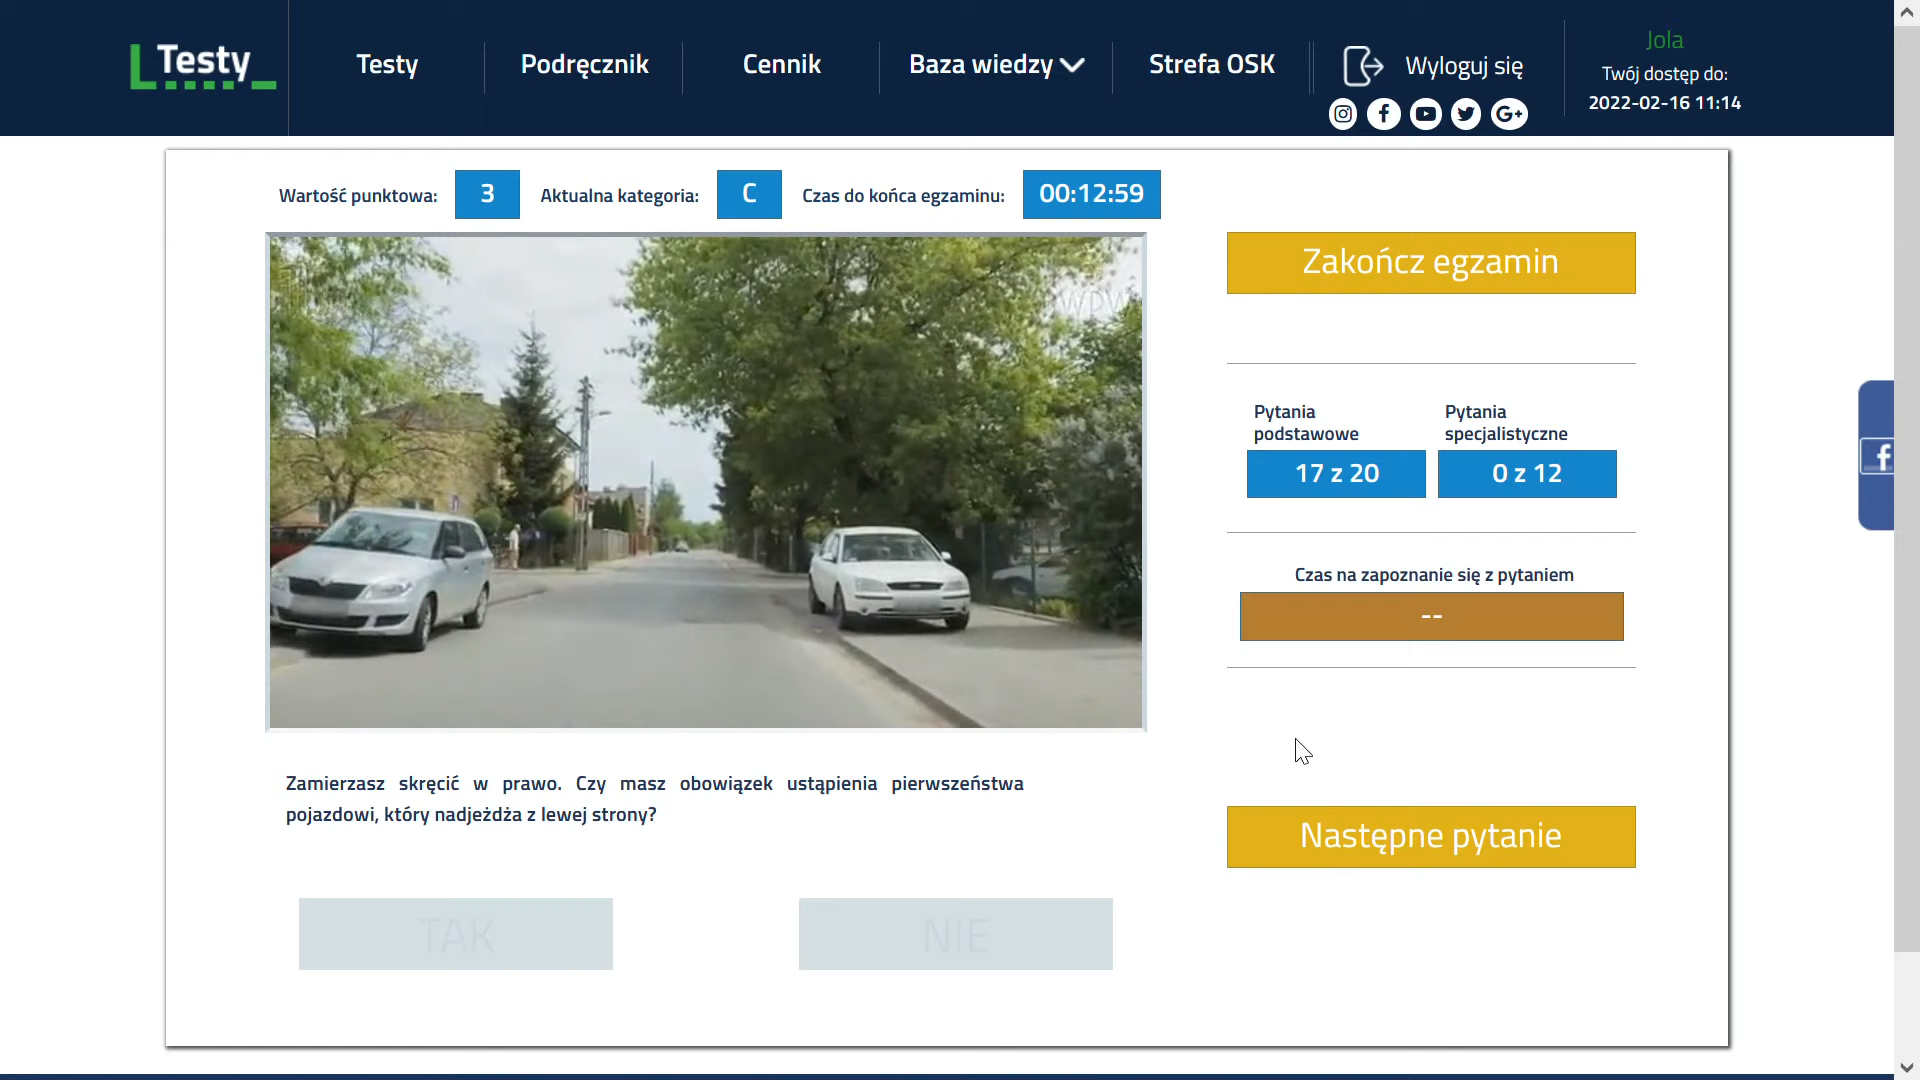 L Testy
Testy
Podręcznik
Cennik
Baza wiedzy
Strefa OSK
Wyloguj się
Jola
Twój dostęp do:
2022-02-16 11:14
Wartość punktowa: 3
Aktualna kategoria: C
Czas do końca egzaminu: 00:12:59
Zakończ egzamin
Pytania podstawowe
17 z 20
Pytania specjalistyczne
0 z 12
Czas na zapoznanie się z pytaniem
--
Zamierzasz skręcić w prawo. Czy masz obowiązek ustąpienia pierwszeństwa
pojazdowi, który nadjeżdża z lewej strony?
Następne pytanie
TAK
NIE